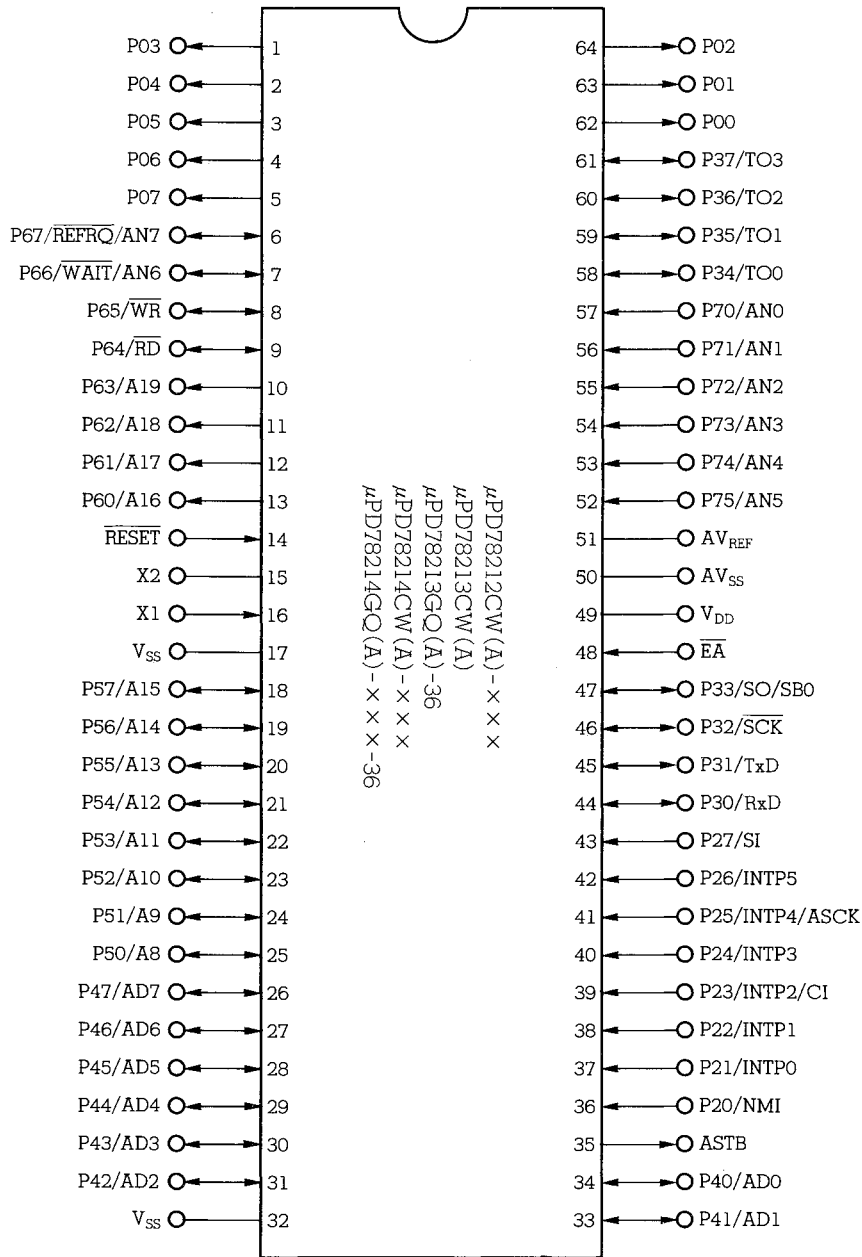 P03 1 64 P02
P04 2 63 P01
P05 3 62 P00
P06 4 61 P37/TO3
P07 5 60 P36/TO2
P67/R̅E̅F̅R̅Q̅/AN7 6 59 P35/TO1
P66/W̅A̅I̅T̅/AN6 7 58 P34/TO0
P65/W̅R̅ 8 57 P70/AN0
P64/R̅D̅ 9 56 P71/AN1
P63/A19 10 55 P72/AN2
P62/A18 11 54 P73/AN3
P61/A17 12 53 P74/AN4
P60/A16 13 52 P75/AN5
R̅E̅S̅E̅T̅ 14 51 AVREF
X2 15 50 AVSS
X1 16 49 VDD
VSS 17 48 E̅A̅
P57/A15 18 47 P33/SO/SB0
P56/A14 19 46 P32/S̅C̅K̅
P55/A13 20 45 P31/TxD
P54/A12 21 44 P30/RxD
P53/A11 22 43 P27/SI
P52/A10 23 42 P26/INTP5
P51/A9 24 41 P25/INTP4/ASCK
P50/A8 25 40 P24/INTP3
P47/AD7 26 39 P23/INTP2/CI
P46/AD6 27 38 P22/INTP1
P45/AD5 28 37 P21/INTP0
P44/AD4 29 36 P20/NMI
P43/AD3 30 35 ASTB
P42/AD2 31 34 P40/AD0
VSS 32 33 P41/AD1
μPD78212CW(A)-×××
μPD78213CW(A)
μPD78213GQ(A)-36
μPD78214CW(A)-×××
μPD78214GQ(A)-×××-36